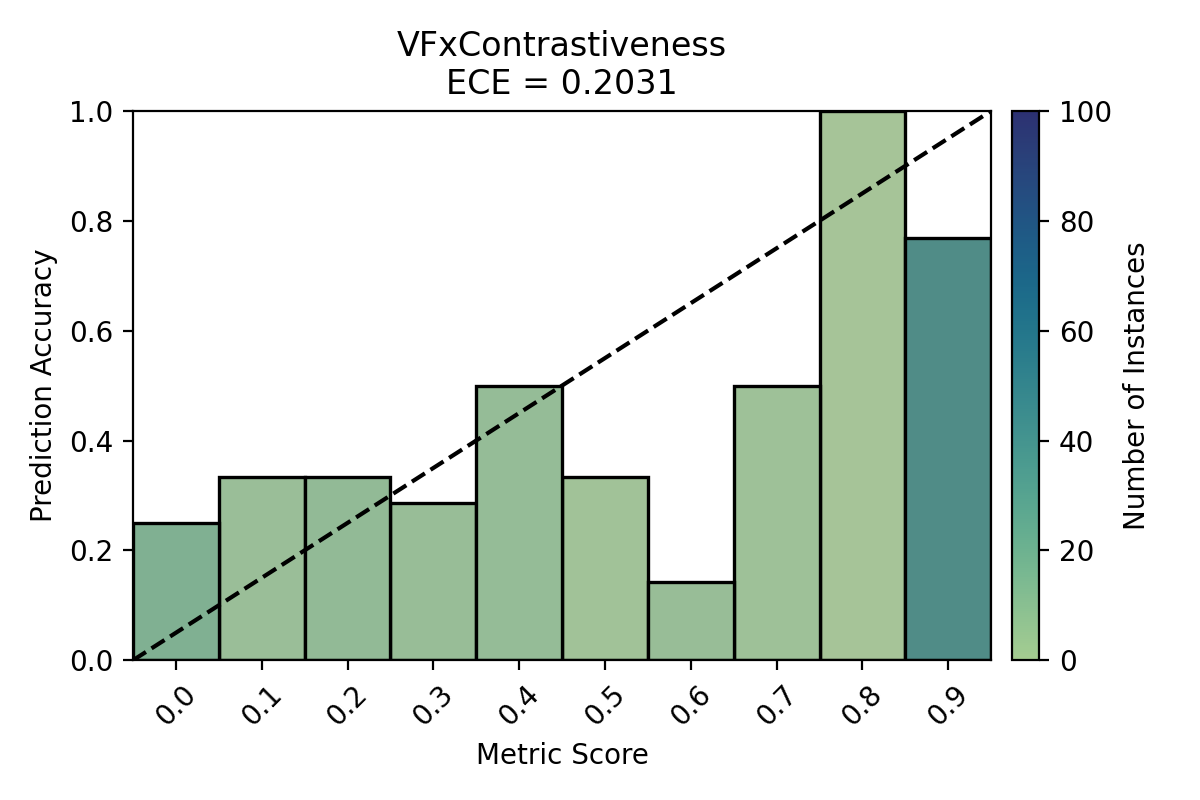 VFxContrastiveness
ECE = 0.2031
Prediction Accuracy
1.0
0.8
0.6
0.4
0.2
0.0
0.0 0.1 0.2 0.3 0.4 0.5 0.6 0.7 0.8 0.9
Metric Score
100
80
60
40
20
0
Number of Instances